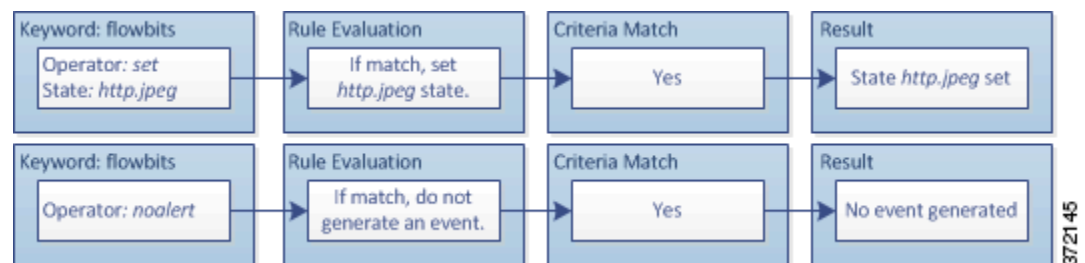 Keyword: flowbits
Operator: set
State: http.jpeg
Rule Evaluation
If match, set
http.jpeg state.
Criteria Match
Yes
Result
State http.jpeg set
Keyword: flowbits
Operator: noalert
Rule Evaluation
If match, do not
generate an event.
Criteria Match
Yes
Result
No event generated
372145